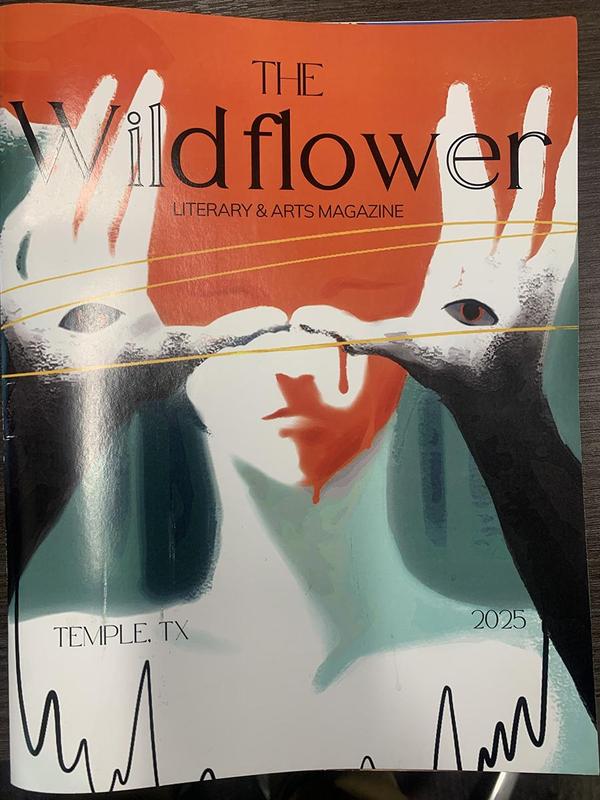 THE
Wildflower
LITERARY & ARTS MAGAZINE
TEMPLE, TX
2025